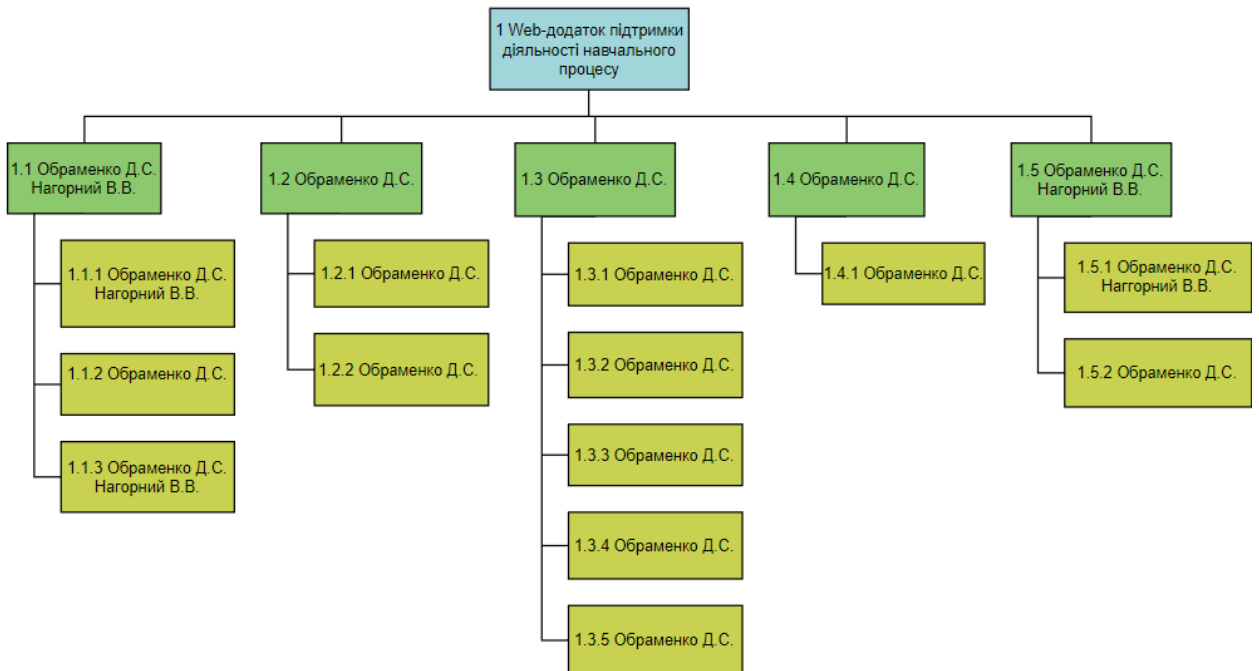 1 Web-додаток підтримки
діяльності навчального
процесу
1.1 Обраменко Д.С.
Нагорний В.В.
1.2 Обраменко Д.С.
1.3 Обраменко Д.С.
1.4 Обраменко Д.С.
1.5 Обраменко Д.С.
Нагорний В.В.
1.1.1 Обраменко Д.С.
Нагорний В.В.
1.1.2 Обраменко Д.С.
1.1.3 Обраменко Д.С.
Нагорний В.В.
1.2.1 Обраменко Д.С.
1.2.2 Обраменко Д.С.
1.3.1 Обраменко Д.С.
1.3.2 Обраменко Д.С.
1.3.3 Обраменко Д.С.
1.3.4 Обраменко Д.С.
1.3.5 Обраменко Д.С.
1.4.1 Обраменко Д.С.
1.5.1 Обраменко Д.С.
Наггорний В.В.
1.5.2 Обраменко Д.С.